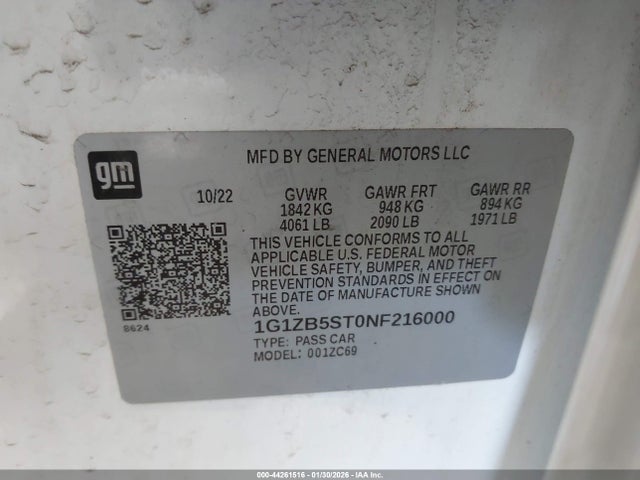 gm
MFD BY GENERAL MOTORS LLC
10/22 GVWR GAWR FRT GAWR RR
1842 KG 948 KG 894 KG
4061 LB 2090 LB 1971 LB
THIS VEHICLE CONFORMS TO ALL
APPLICABLE U.S. FEDERAL MOTOR
VEHICLE SAFETY, BUMPER, AND THEFT
PREVENTION STANDARDS IN EFFECT ON
THE DATE OF MANUFACTURE SHOWN
ABOVE.
8624
1G1ZB5ST0NF216000
TYPE: PASS CAR
MODEL: 001ZC69
000-44261516 - 01/30/2026 - IAAI, Inc.